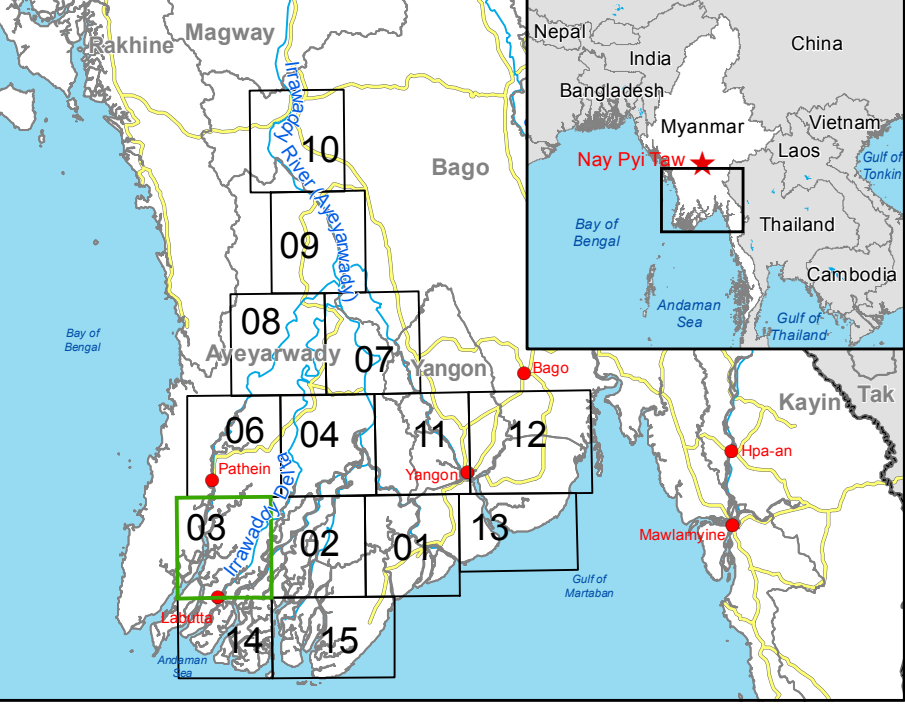 Rakhine
Magway
Bago
Irrawaddy River (Ayeyarwady)
10
09
08
07
Ayeyarwady
Yangon
Bago
06
04
11
12
Pathein
Yangon
03
02
01
13
Irrawaddy Delta
Labutta
14
15
Bay of
Bengal
Andaman
Sea
Gulf of
Martaban
Kayin
Tak
Hpa-an
Mawlamyine
Nepal
India
China
Bangladesh
Myanmar
Vietnam
Laos
Nay Pyi Taw
Gulf of
Tonkin
Bay of
Bengal
Thailand
Cambodia
Andaman
Sea
Gulf of
Thailand